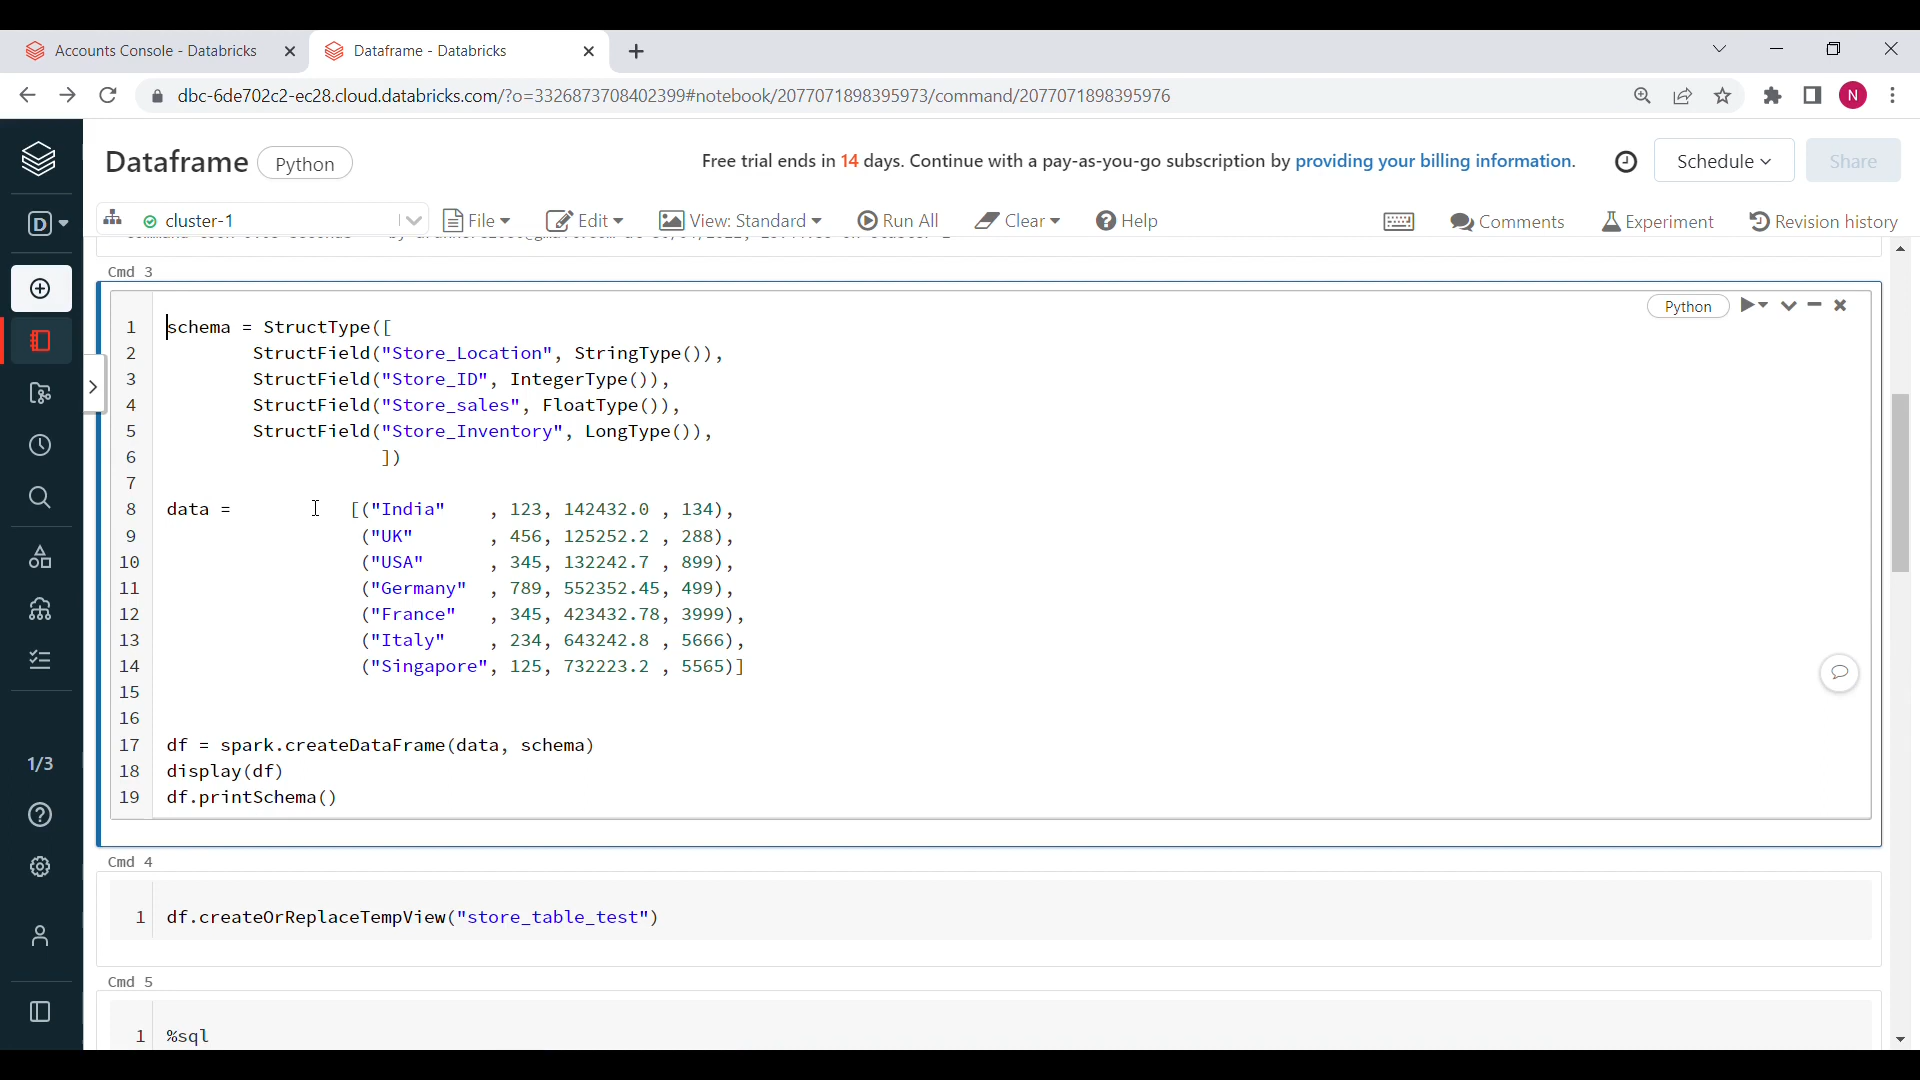 Accounts Console - Databricks
Dataframe - Databricks
dbc-6de702c2-ec28.cloud.databricks.com/?o=3326873708402399#notebook/2077071898395973/command/2077071898395976
N
Dataframe
Python
Free trial ends in 14 days. Continue with a pay-as-you-go subscription by providing your billing information.
Schedule
Share
D
cluster-1
File
Edit
View: Standard
Run All
Clear
Help
Comments
Experiment
Revision history
Cmd 3
Python
1 schema = StructType([
2 StructField("Store_Location", StringType()),
3 StructField("Store_ID", IntegerType()),
4 StructField("Store_sales", FloatType()),
5 StructField("Store_Inventory", LongType()),
6 ])
7
8 data = [("India" , 123, 142432.0 , 134),
9 ("UK" , 456, 125252.2 , 288),
10 ("USA" , 345, 132242.7 , 899),
11 ("Germany" , 789, 552352.45, 499),
12 ("France" , 345, 423432.78, 3999),
13 ("Italy" , 234, 643242.8 , 5666),
14 ("Singapore", 125, 732223.2 , 5565)]
15
16
17 df = spark.createDataFrame(data, schema)
18 display(df)
19 df.printSchema()
1/3
Cmd 4
1 df.createOrReplaceTempView("store_table_test")
Cmd 5
1 %sql